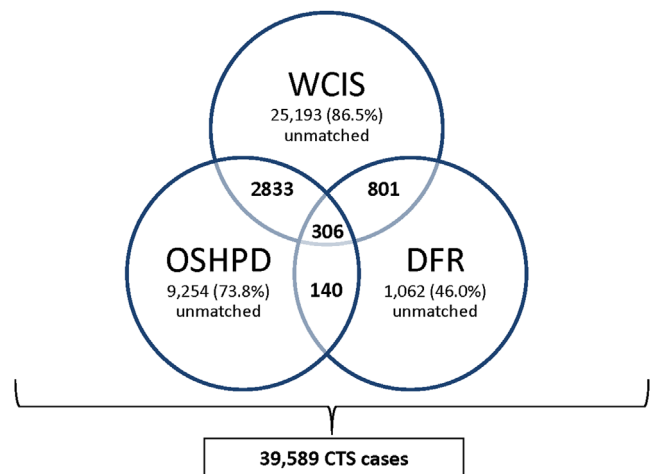 WCIS
25,193 (86.5%)
unmatched
2833
801
306
OSHPD
9,254 (73.8%)
unmatched
140
DFR
1,062 (46.0%)
unmatched
39,589 CTS cases